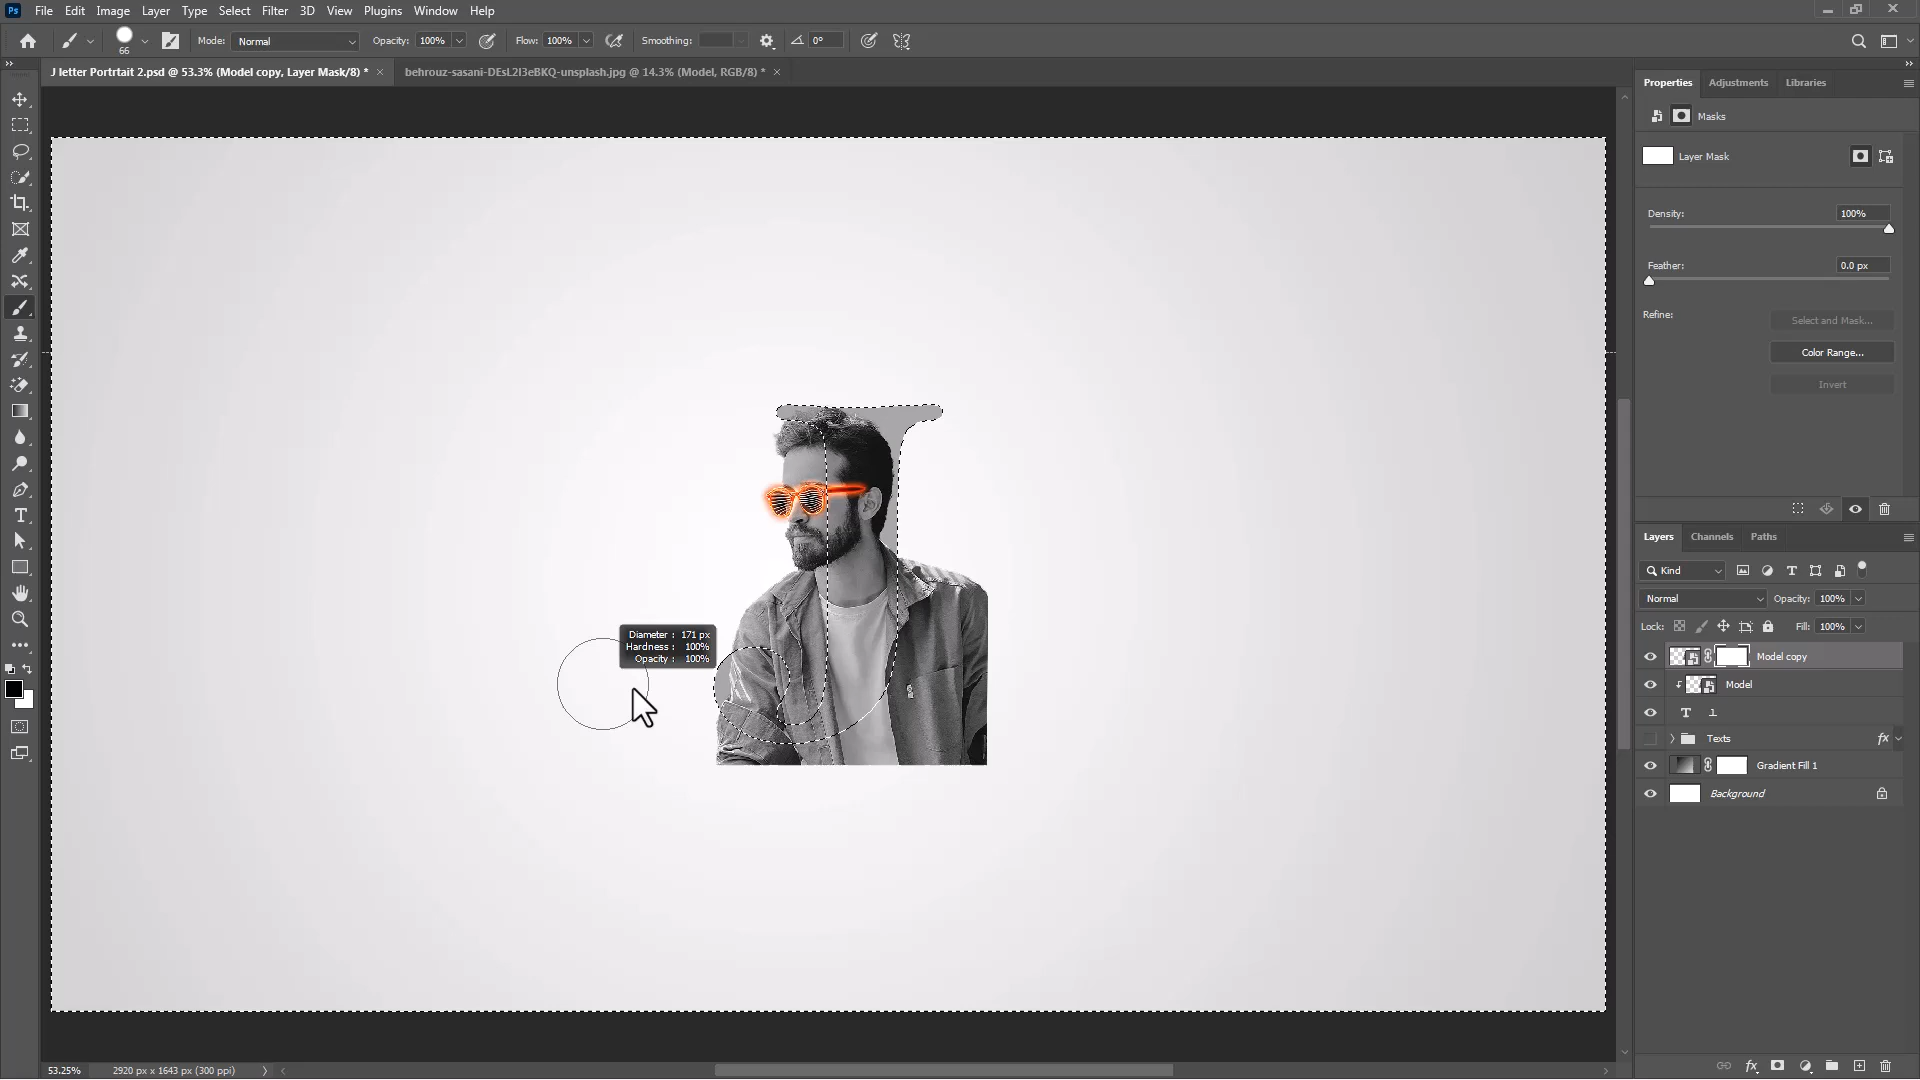 Ps File Edit Image Layer Type Select Filter 3D View Plugins Window Help
66 Mode: Normal Opacity: 100% Flow: 100% Smoothing: 0°
J letter Portrtait 2.psd @ 53.3% (Model copy, Layer Mask/8) * × behrouz-sasani-DEsL2I3eBKQ-unsplash.jpg @ 14.3% (Model, RGB/8) * ×
Properties Adjustments Libraries
Masks
Layer Mask
Density: 100%
Feather: 0.0 px
Refine: Select and Mask...
Color Range...
Invert
Diameter : 171 px
Hardness : 100%
Opacity : 100%
Layers Channels Paths
Kind
Normal Opacity: 100%
Lock: Fill: 100%
Model copy
Model
T J
Texts fx
Gradient Fill 1
Background
53.25% 2920 px x 1643 px (300 ppi)
fx